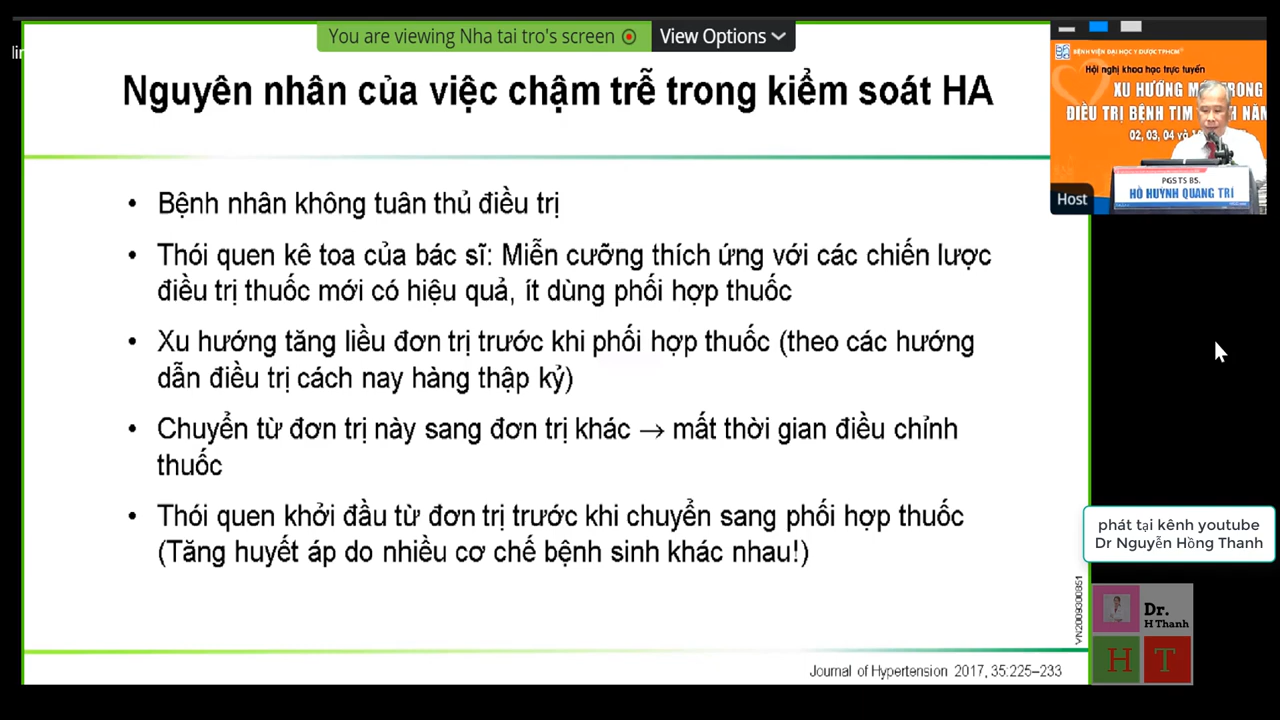 You are viewing Nha tai tro's screen
View Options
lin
Nguyên nhân của việc chậm trễ trong kiểm soát HA
• Bệnh nhân không tuân thủ điều trị
• Thói quen kê toa của bác sĩ: Miễn cưỡng thích ứng với các chiến lược
điều trị thuốc mới có hiệu quả, ít dùng phối hợp thuốc
• Xu hướng tăng liều đơn trị trước khi phối hợp thuốc (theo các hướng
dẫn điều trị cách nay hàng thập kỷ)
• Chuyển từ đơn trị này sang đơn trị khác → mất thời gian điều chỉnh
thuốc
• Thói quen khởi đầu từ đơn trị trước khi chuyển sang phối hợp thuốc
(Tăng huyết áp do nhiều cơ chế bệnh sinh khác nhau!)
VN2009300851
Journal of Hypertension 2017, 35:225–233
BỆNH VIỆN ĐẠI HỌC Y DƯỢC TPHCM
Hội nghị khoa học trực tuyến
XU HƯỚNG TRONG
ĐIỀU TRỊ BỆNH TIM NĂM
02, 03, 04 và
PGS TS BS.
HỒ HUỲNH QUANG TRÍ
Host
phát tại kênh youtube
Dr Nguyễn Hồng Thanh
Dr.
H Thanh
H T